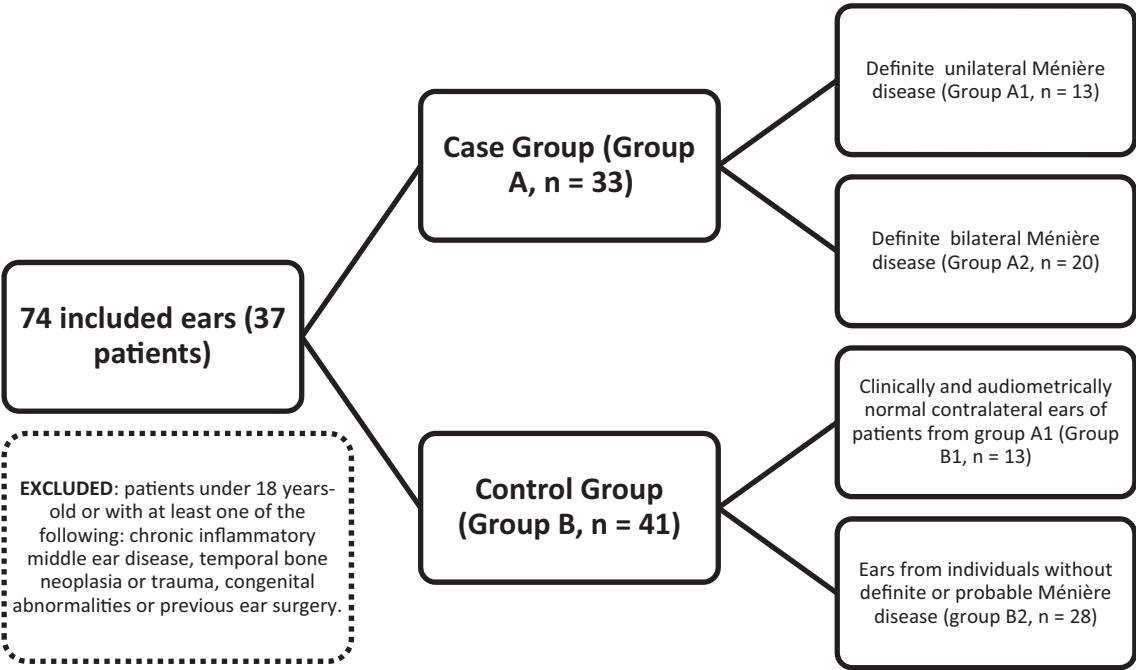 74 included ears (37
patients)
EXCLUDED: patients under 18 years-
old or with at least one of the
following: chronic inflammatory
middle ear disease, temporal bone
neoplasia or trauma, congenital
abnormalities or previous ear surgery.
Case Group (Group
A, n = 33)
Control Group
(Group B, n = 41)
Definite unilateral Ménière
disease (Group A1, n = 13)
Definite bilateral Ménière
disease (Group A2, n = 20)
Clinically and audiometrically
normal contralateral ears of
patients from group A1 (Group
B1, n = 13)
Ears from individuals without
definite or probable Ménière
disease (group B2, n = 28)